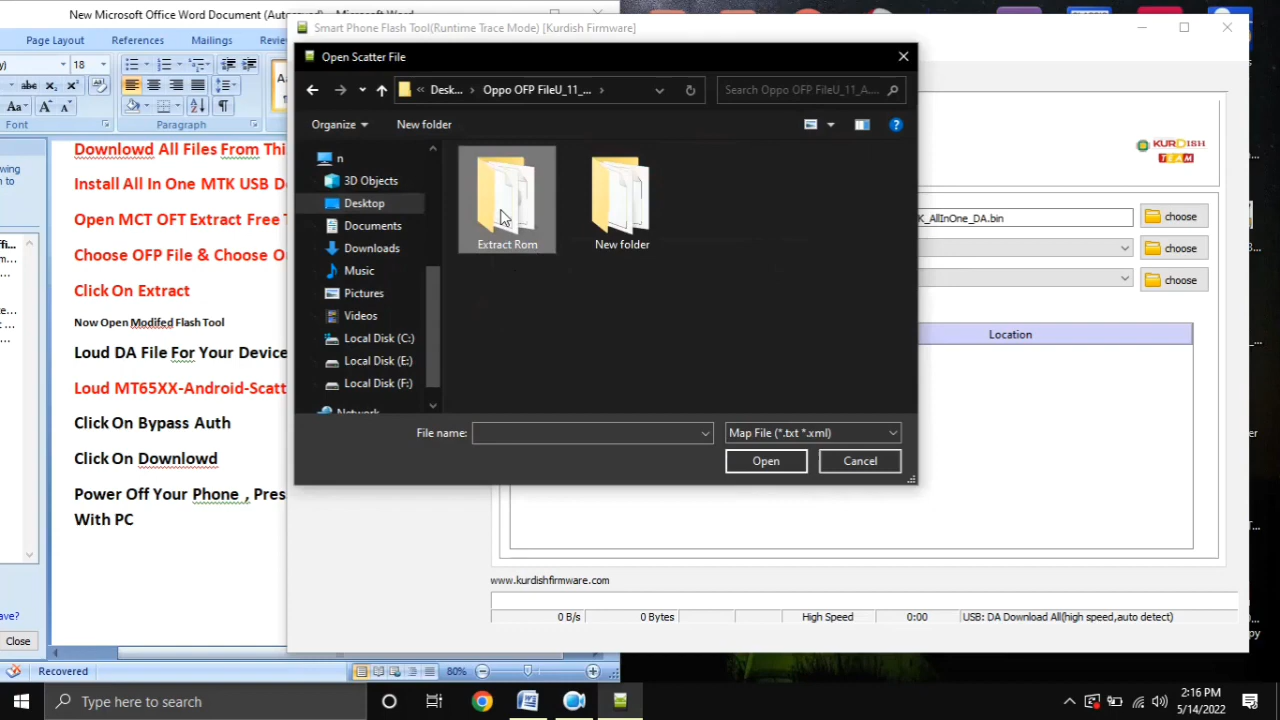 New Microsoft Office Word Document (Autosaved) - Microsoft Word
Page Layout
References
Mailings
18
Font
Paragraph
Downlowd All Files From Thi
Install All In One MTK USB D
Open MCT OFT Extract Free T
Choose OFP File & Choose O
Click On Extract
Now Open Modifed Flash Tool
Loud DA File For Your Device
Loud MT65XX-Android-Scatt
Click On Bypass Auth
Click On Downlowd
Power Off Your Phone , Pres
With PC
Close
Recovered
80%
Smart Phone Flash Tool(Runtime Trace Mode) [Kurdish Firmware]
Open Scatter File
« Desk... > Oppo OFP FileU_11_... >
Search Oppo OFP FileU_11_A...
Organize
New folder
n
3D Objects
Desktop
Documents
Downloads
Music
Pictures
Videos
Local Disk (C:)
Local Disk (E:)
Local Disk (F:)
Network
Extract Rom
New folder
File name:
Map File (*.txt *.xml)
Open
Cancel
KURDISH
TEAM
K_AllInOne_DA.bin
choose
choose
choose
Location
www.kurdishfirmware.com
0 B/s
0 Bytes
High Speed
0:00
USB: DA Download All(high speed,auto detect)
Type here to search
2:16 PM
5/14/2022